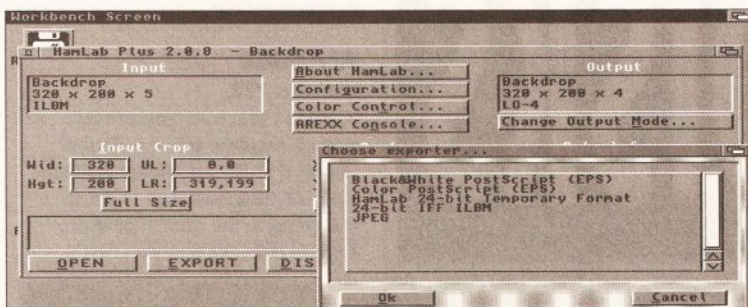 Workbench Screen
HamLab Plus 2.0.0 - Backdrop
Input
Backdrop
320 x 200 x 5
ILBM
About HamLab...
Configuration...
Color Control...
AREXX Console...
Output
Backdrop
320 x 200 x 4
LO-4
Change Output Mode...
Input Crop
Wid: 320 UL: 0,0
Hgt: 200 LR: 319,199
Full Size
OPEN EXPORT DIS
Choose exporter...
Black&White PostScript (EPS)
Color PostScript (EPS)
HamLab 24-bit Temporary Format
24-bit IFF ILBM
JPEG
Ok Cancel